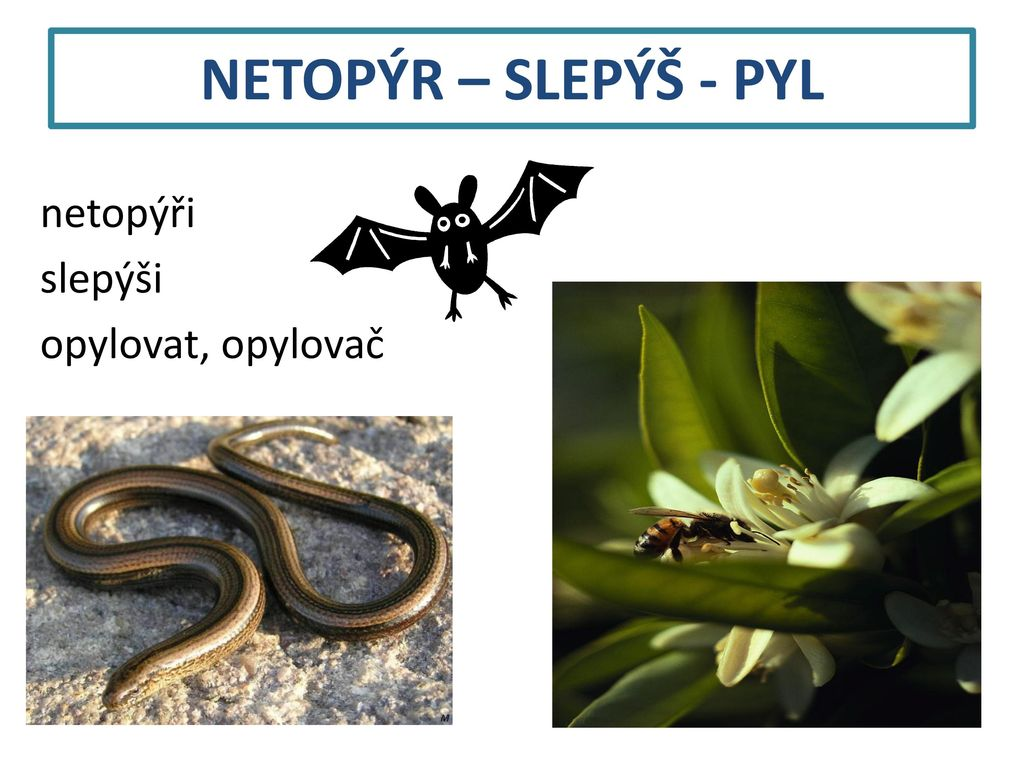 NETOPÝR – SLEPÝŠ - PYL
netopýři
slepýši
opylovat, opylovač
M